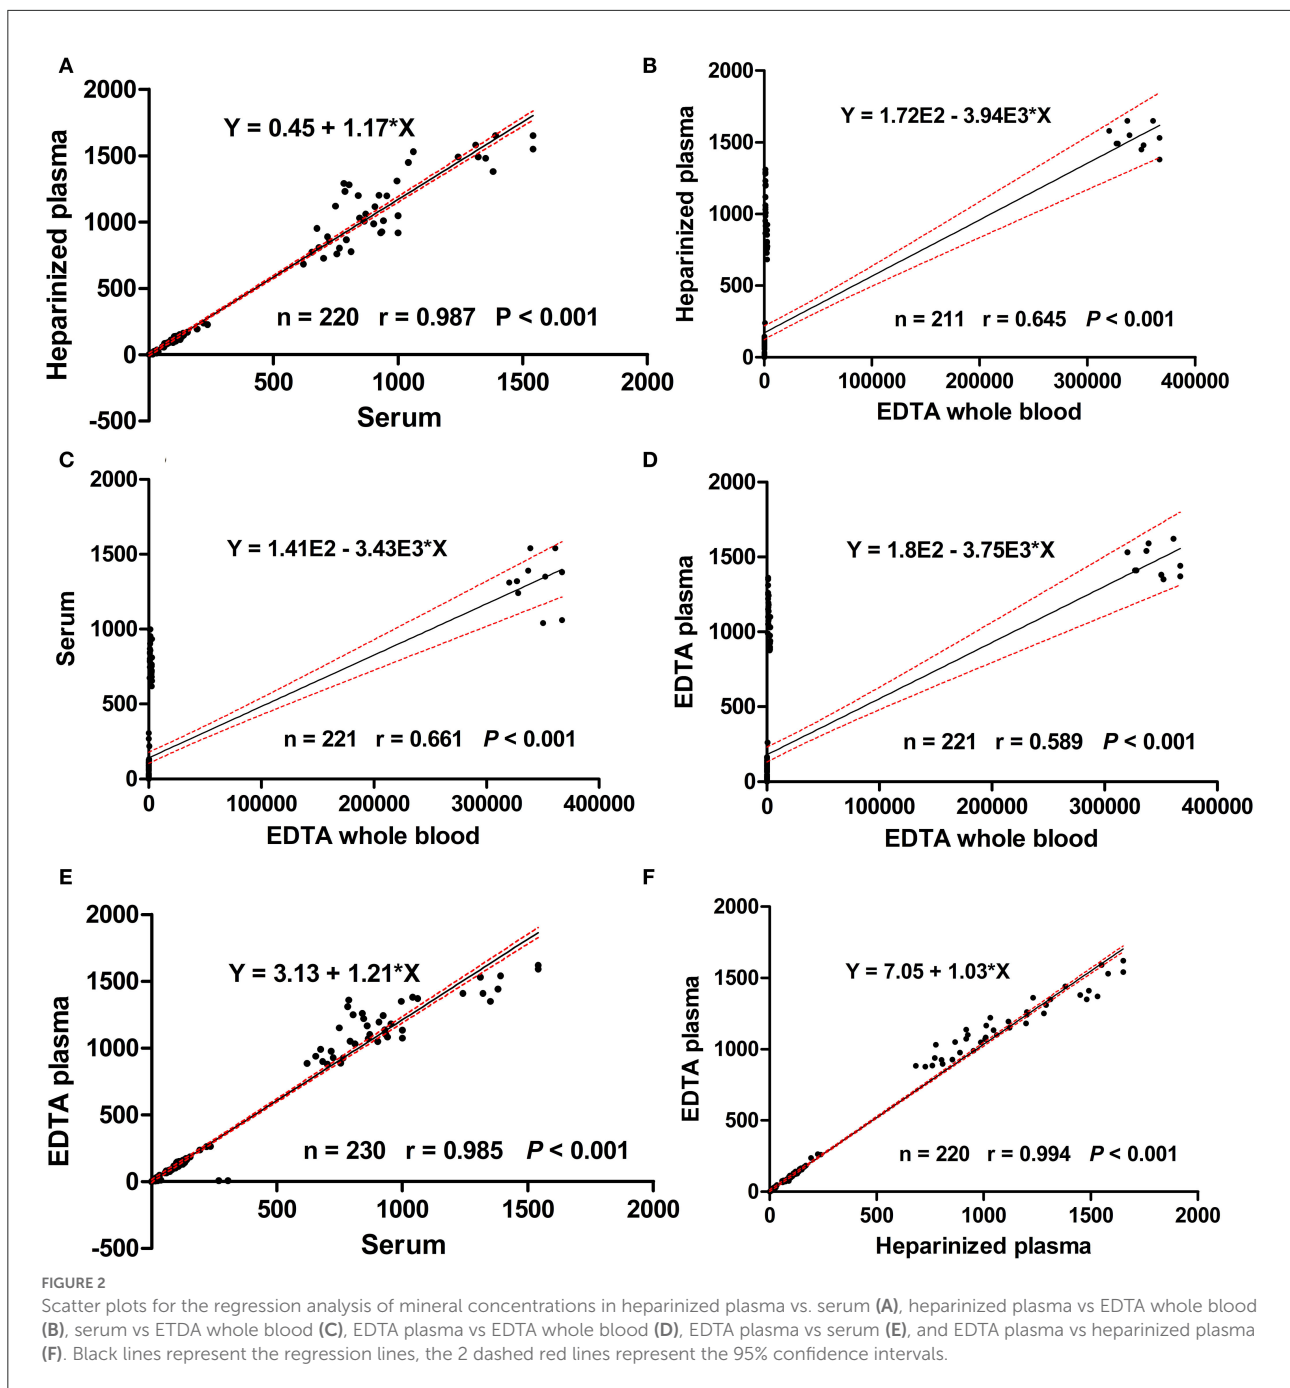 A
2000
1500
1000
500
0
-500
500
1000
1500
2000
Heparinized plasma
Serum
Y = 0.45 + 1.17*X
n = 220 r = 0.987 P < 0.001
B
2000
1500
1000
500
0
0
100000
200000
300000
400000
Heparinized plasma
EDTA whole blood
Y = 1.72E2 - 3.94E3*X
n = 211 r = 0.645 P < 0.001
C
2000
1500
1000
500
0
0
100000
200000
300000
400000
Serum
EDTA whole blood
Y = 1.41E2 - 3.43E3*X
n = 221 r = 0.661 P < 0.001
D
2000
1500
1000
500
0
0
100000
200000
300000
400000
EDTA plasma
EDTA whole blood
Y = 1.8E2 - 3.75E3*X
n = 221 r = 0.589 P < 0.001
E
2000
1500
1000
500
0
-500
500
1000
1500
2000
EDTA plasma
Serum
Y = 3.13 + 1.21*X
n = 230 r = 0.985 P < 0.001
F
2000
1500
1000
500
0
0
500
1000
1500
2000
EDTA plasma
Heparinized plasma
Y = 7.05 + 1.03*X
n = 220 r = 0.994 P < 0.001
FIGURE 2
Scatter plots for the regression analysis of mineral concentrations in heparinized plasma vs. serum (A), heparinized plasma vs EDTA whole blood
(B), serum vs ETDA whole blood (C), EDTA plasma vs EDTA whole blood (D), EDTA plasma vs serum (E), and EDTA plasma vs heparinized plasma
(F). Black lines represent the regression lines, the 2 dashed red lines represent the 95% confidence intervals.